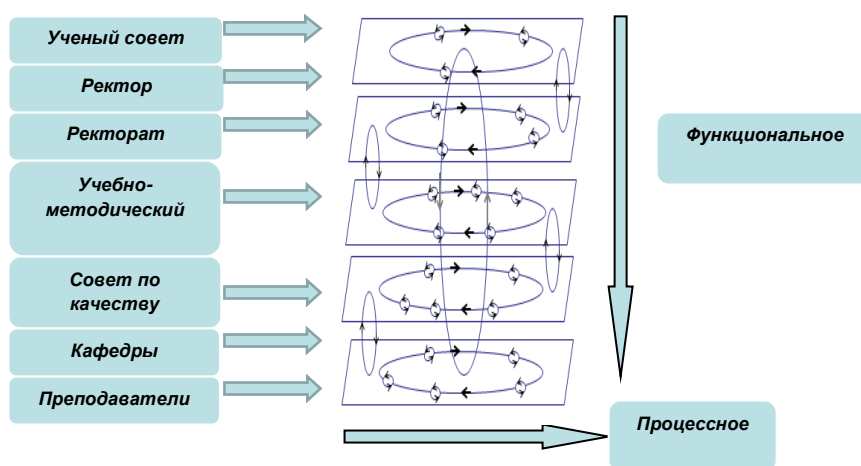 Ученый совет
Ректор
Ректорат
Учебно-
методический
Совет по
качеству
Кафедры
Преподаватели
Функциональное
Процессное